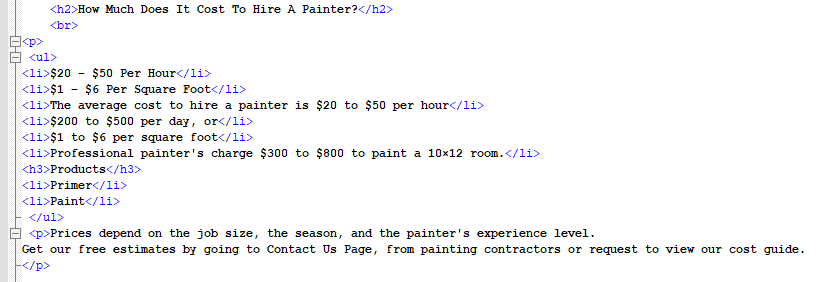 <h2>How Much Does It Cost To Hire A Painter?</h2>
<br>
<p>
<ul>
<li>$20 - $50 Per Hour</li>
<li>$1 - $6 Per Square Foot</li>
<li>The average cost to hire a painter is $20 to $50 per hour</li>
<li>$200 to $500 per day, or</li>
<li>$1 to $6 per square foot</li>
<li>Professional painter's charge $300 to $800 to paint a 10×12 room.</li>
<h3>Products</h3>
<li>Primer</li>
<li>Paint</li>
</ul>
<p>Prices depend on the job size, the season, and the painter's experience level.
Get our free estimates by going to Contact Us Page, from painting contractors or request to view our cost guide.
</p>